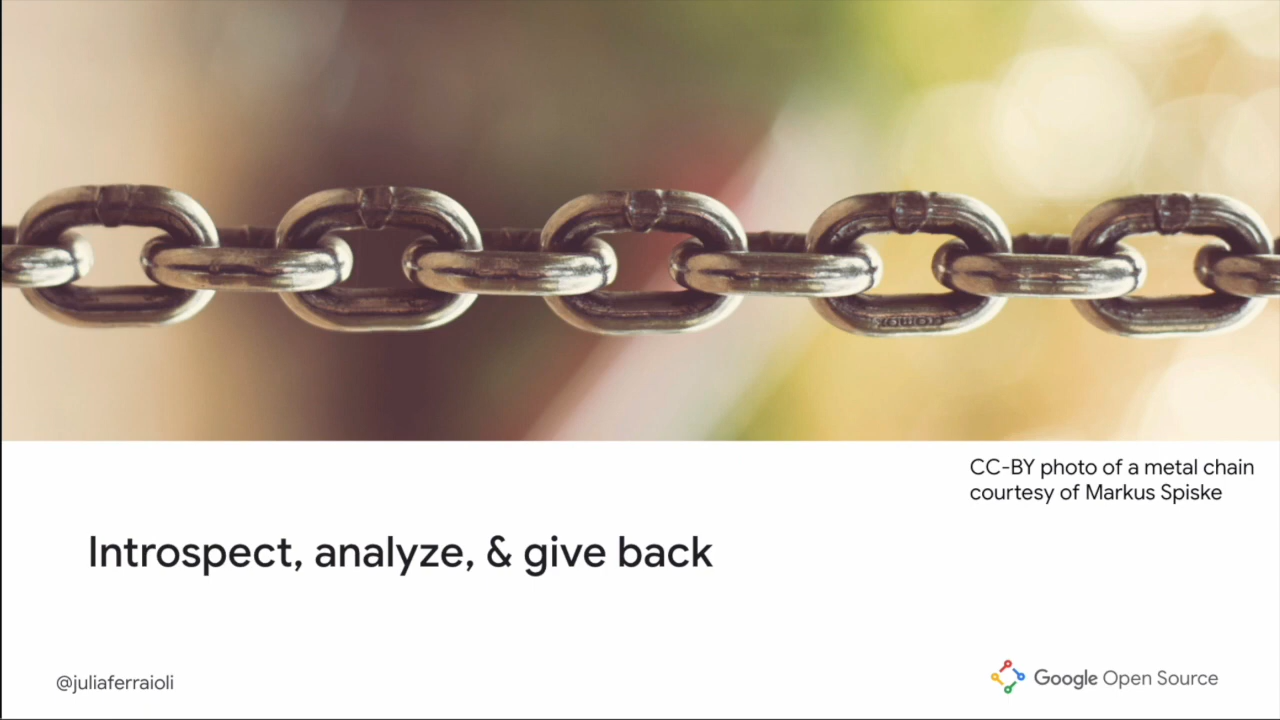 CC-BY photo of a metal chain
courtesy of Markus Spiske
Introspect, analyze, & give back
@juliaferraioli
Google Open Source